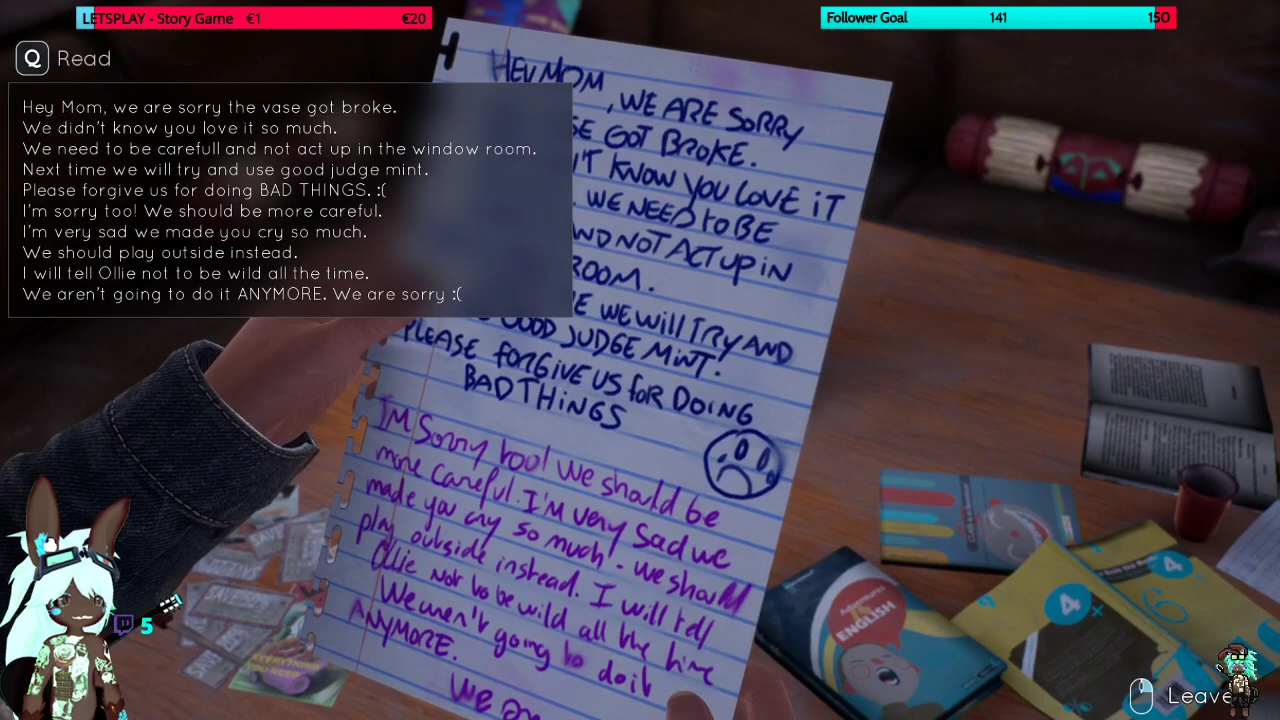 LETSPLAY - Story Game €1 €20
Follower Goal 141 150
Q Read
Hey Mom, we are sorry the vase got broke.
We didn't know you love it so much.
We need to be carefull and not act up in the window room.
Next time we will try and use good judge mint.
Please forgive us for doing BAD THINGS. :(
I'm sorry too! We should be more careful.
I'm very sad we made you cry so much.
We should play outside instead.
I will tell Ollie not to be wild all the time.
We aren't going to do it ANYMORE. We are sorry :(
HEY MOM
, WE ARE SORRY
SE GOT BROKE.
'T KNOW YOU LOVE IT
. WE NEED to BE
ND NOT ACT UP iN
ROOM.
E WE WiLL TRY AND
GOOD JUDGE MiNT.
PLEASE FORGIVE US foR DOING
BAD THiNGS
I'm Sorry too! We should be
more careful. I'm very Sad we
made you cry so much. We should
play outside instead. I will tell
Ollie not to be wild all the time
We aren't going to do it
ANYMORE.
We are
Adventures
ENGLISH
4
4
6
EVERYTHING
YOU NEED
5
Leave